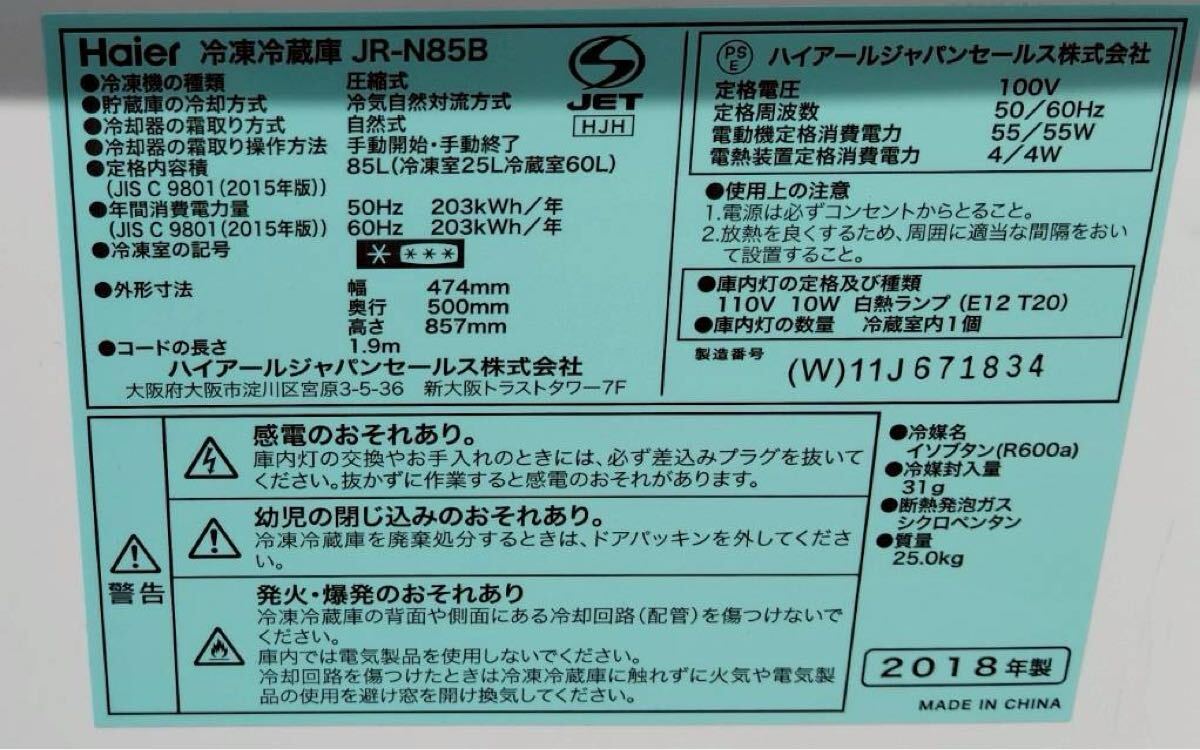 Haier 冷凍冷蔵庫 JR-N85B
●冷凍機の種類 圧縮式
●貯蔵庫の冷却方式 冷気自然対流方式
●冷却器の霜取り方式 自然式
●冷却器の霜取り操作方法 手動開始・手動終了
●定格内容積 85L(冷凍室25L冷蔵室60L)
(JIS C 9801(2015年版))
●年間消費電力量 50Hz 203kWh/年
(JIS C 9801(2015年版)) 60Hz 203kWh/年
●冷凍室の記号 * ***
●外形寸法 幅 474mm
奥行 500mm
高さ 857mm
●コードの長さ 1.9m
ハイアールジャパンセールス株式会社
大阪府大阪市淀川区宮原3-5-36 新大阪トラストタワー7F
JET
HJH
PS
E
ハイアールジャパンセールス株式会社
定格電圧 100V
定格周波数 50/60Hz
電動機定格消費電力 55/55W
電熱装置定格消費電力 4/4W
●使用上の注意
1.電源は必ずコンセントからとること。
2.放熱を良くするため、周囲に適当な間隔をおい
て設置すること。
●庫内灯の定格及び種類
110V 10W 白熱ランプ(E12 T20)
●庫内灯の数量 冷蔵室内1個
製造番号 (W)11J671834
警告
感電のおそれあり。
庫内灯の交換やお手入れのときには、必ず差込みプラグを抜いて
ください。抜かずに作業すると感電のおそれがあります。
幼児の閉じ込みのおそれあり。
冷凍冷蔵庫を廃棄処分するときは、ドアパッキンを外してくださ
い。
発火・爆発のおそれあり
冷凍冷蔵庫の背面や側面にある冷却回路(配管)を傷つけないで
ください。
庫内では電気製品を使用しないでください。
冷却回路を傷つけたときは冷凍冷蔵庫に触れずに火気や電気製
品の使用を避け窓を開け換気してください。
●冷媒名
イソブタン(R600a)
●冷媒封入量
31g
●断熱発泡ガス
シクロペンタン
●質量
25.0kg
2018年製
MADE IN CHINA